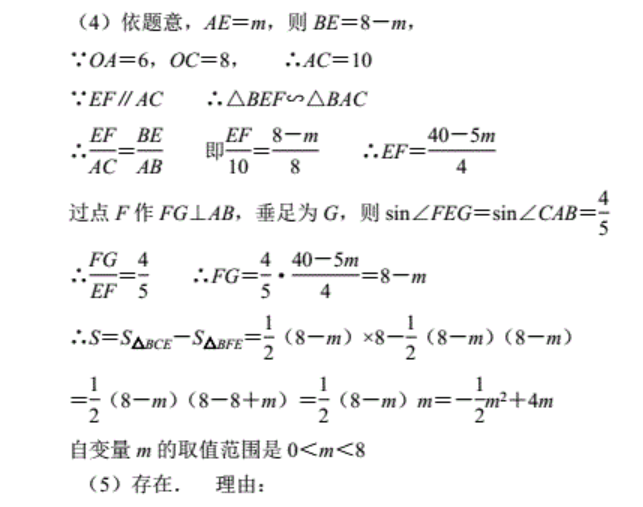 （4）依题意，AE＝m，则 BE＝8－m，
∵OA＝6，OC＝8， ∴AC＝10
∵EF∥AC ∴△BEF∽△BAC
∴EF/AC＝BE/AB 即EF/10＝8－m/8 ∴EF＝40－5m/4
过点 F 作 FG⊥AB，垂足为 G，则 sin∠FEG＝sin∠CAB＝4/5
∴FG/EF＝4/5 ∴FG＝4/5·40－5m/4＝8－m
∴S＝S△BCE－S△BFE＝1/2（8－m）×8－1/2（8－m）（8－m）
＝1/2（8－m）（8－8＋m）＝1/2（8－m）m＝－1/2m²＋4m
自变量 m 的取值范围是 0＜m＜8
（5）存在． 理由：